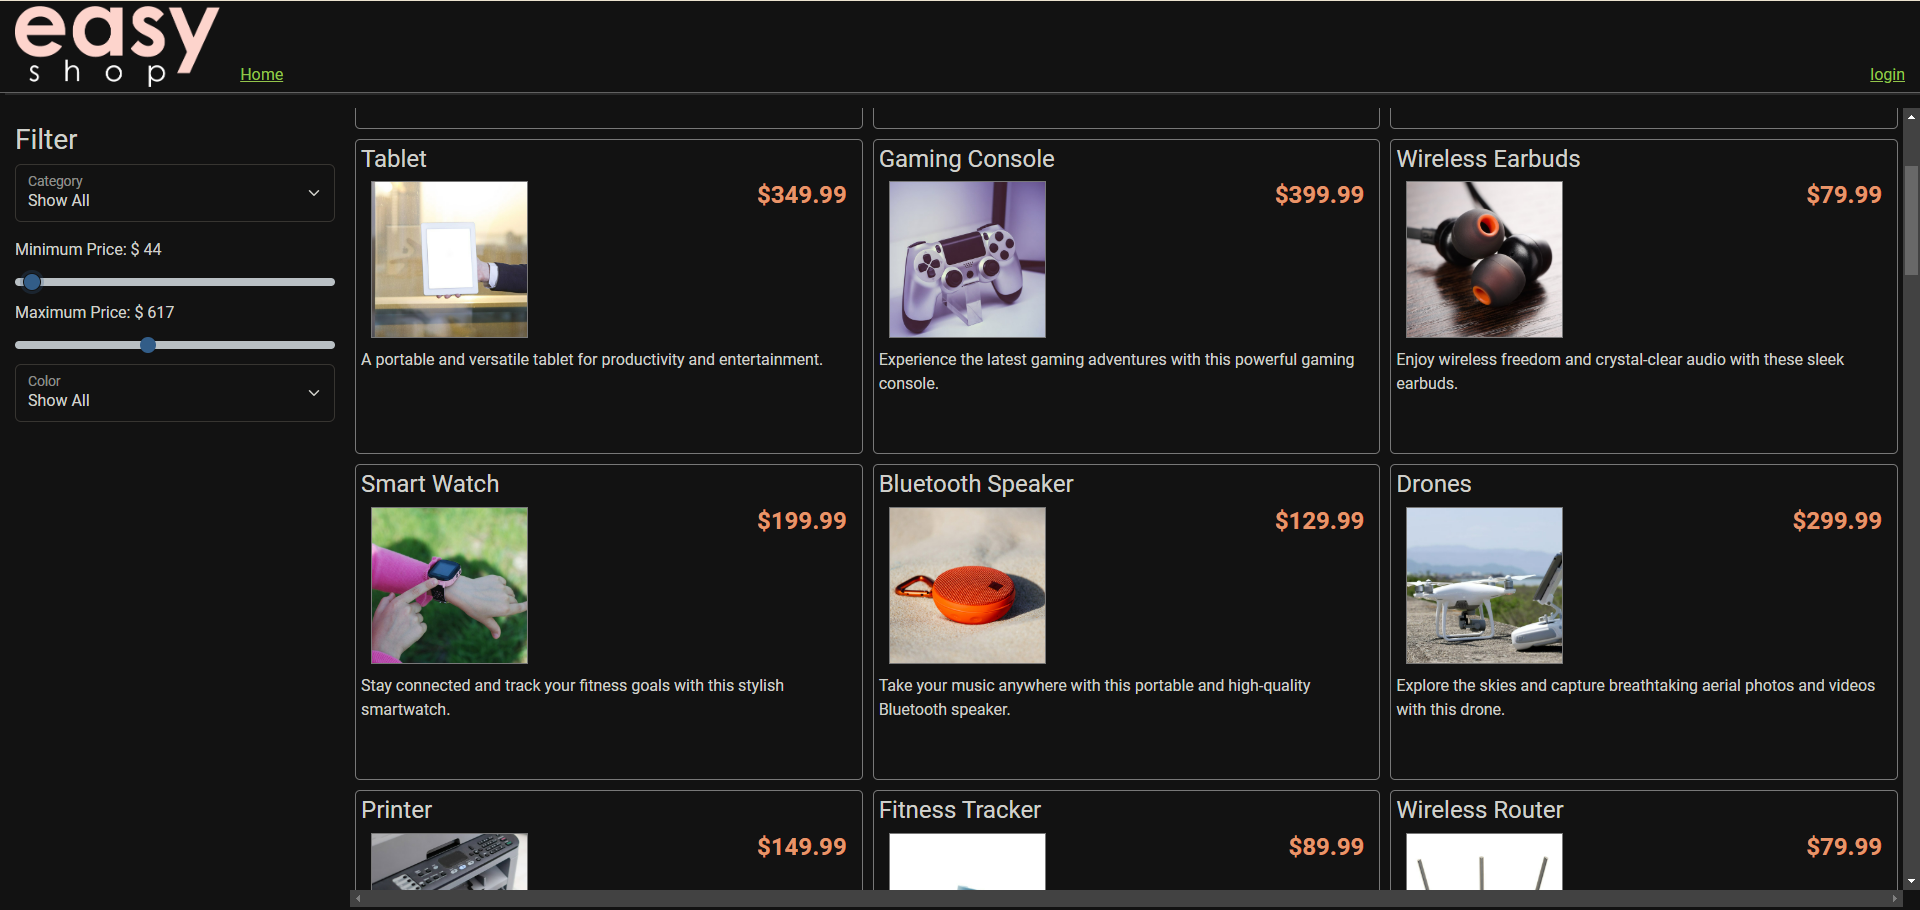 easy
shop
Home
login
Filter
Category
Show All
Minimum Price: $ 44
Maximum Price: $ 617
Color
Show All
Tablet
$349.99
A portable and versatile tablet for productivity and entertainment.
Gaming Console
$399.99
Experience the latest gaming adventures with this powerful gaming
console.
Wireless Earbuds
$79.99
Enjoy wireless freedom and crystal-clear audio with these sleek
earbuds.
Smart Watch
$199.99
Stay connected and track your fitness goals with this stylish
smartwatch.
Bluetooth Speaker
$129.99
Take your music anywhere with this portable and high-quality
Bluetooth speaker.
Drones
$299.99
Explore the skies and capture breathtaking aerial photos and videos
with this drone.
Printer
$149.99
Fitness Tracker
$89.99
Wireless Router
$79.99